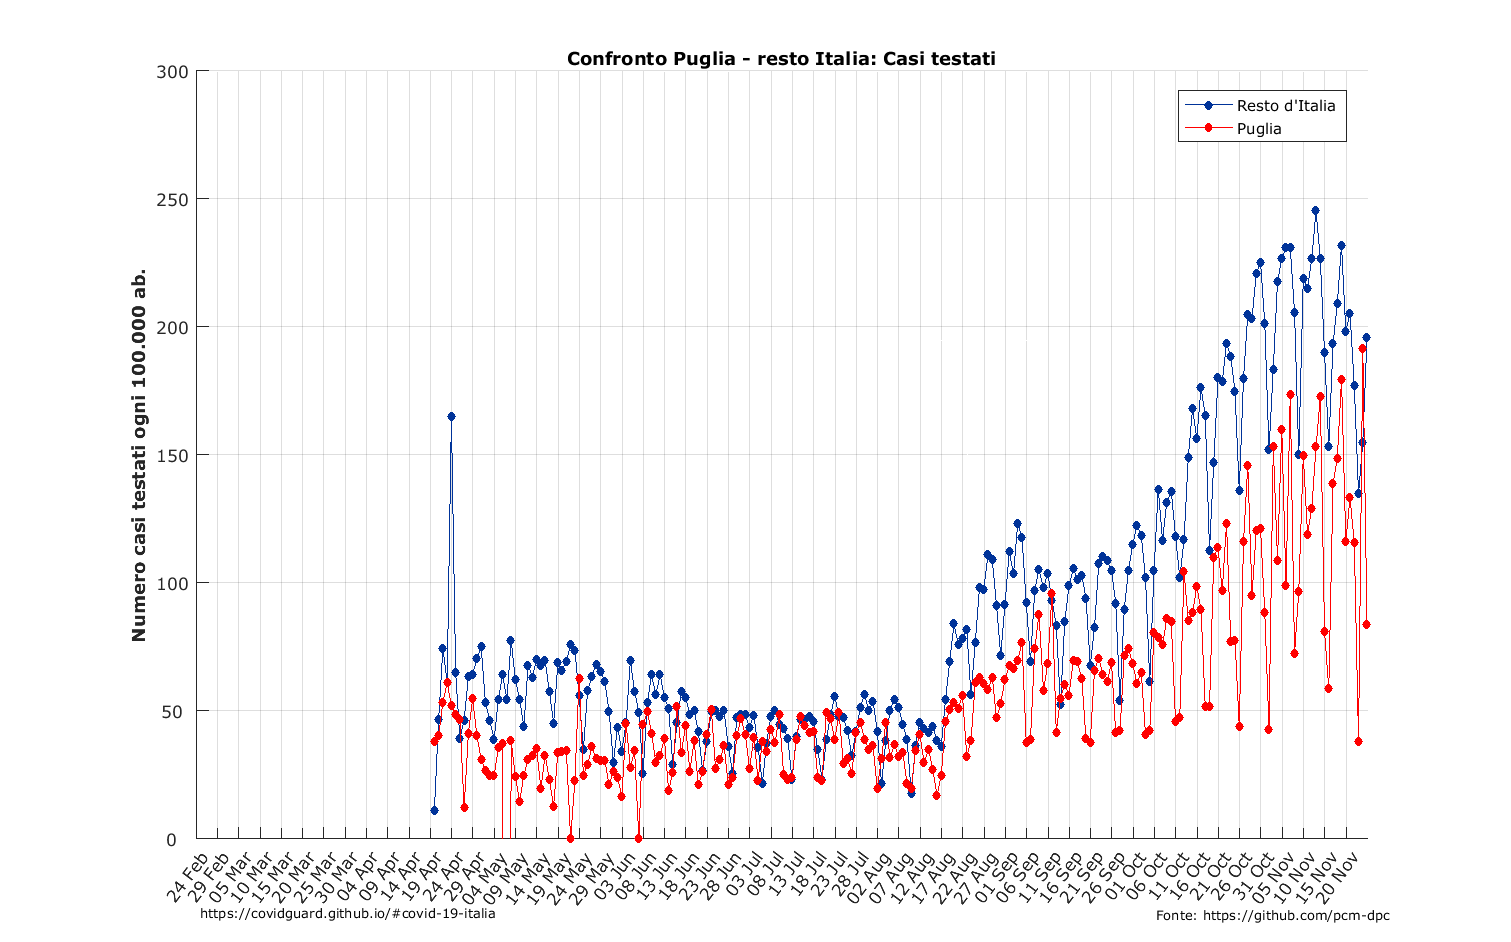 Confronto Puglia - resto Italia: Casi testati
300
250
200
150
100
50
0
Numero casi testati ogni 100.000 ab.
Resto d'Italia
Puglia
24 Feb
29 Feb
05 Mar
10 Mar
15 Mar
20 Mar
25 Mar
30 Mar
04 Apr
09 Apr
14 Apr
19 Apr
24 Apr
29 Apr
04 May
09 May
14 May
19 May
24 May
29 May
03 Jun
08 Jun
13 Jun
18 Jun
23 Jun
28 Jun
03 Jul
08 Jul
13 Jul
18 Jul
23 Jul
28 Jul
02 Aug
07 Aug
12 Aug
17 Aug
22 Aug
27 Aug
01 Sep
06 Sep
11 Sep
16 Sep
21 Sep
26 Sep
01 Oct
06 Oct
11 Oct
16 Oct
21 Oct
26 Oct
31 Oct
05 Nov
10 Nov
15 Nov
20 Nov
https://covidguard.github.io/#covid-19-italia
Fonte: https://github.com/pcm-dpc